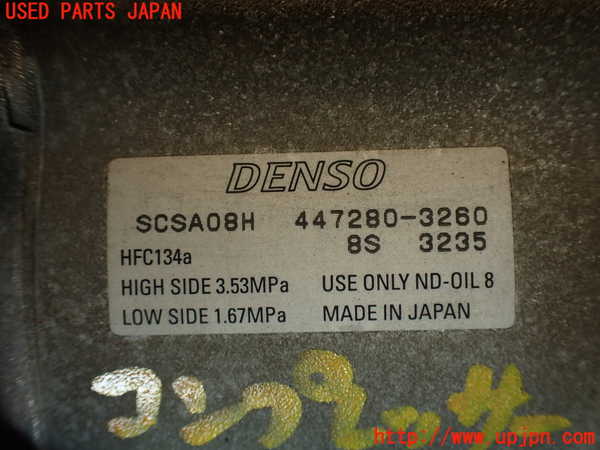 USED PARTS JAPAN
DENSO
SCSA08H 447280-3260
8S 3235
HFC134a
HIGH SIDE 3.53MPa USE ONLY ND-OIL 8
LOW SIDE 1.67MPa MADE IN JAPAN
コンプレッサー
http://www.upjpn.com/